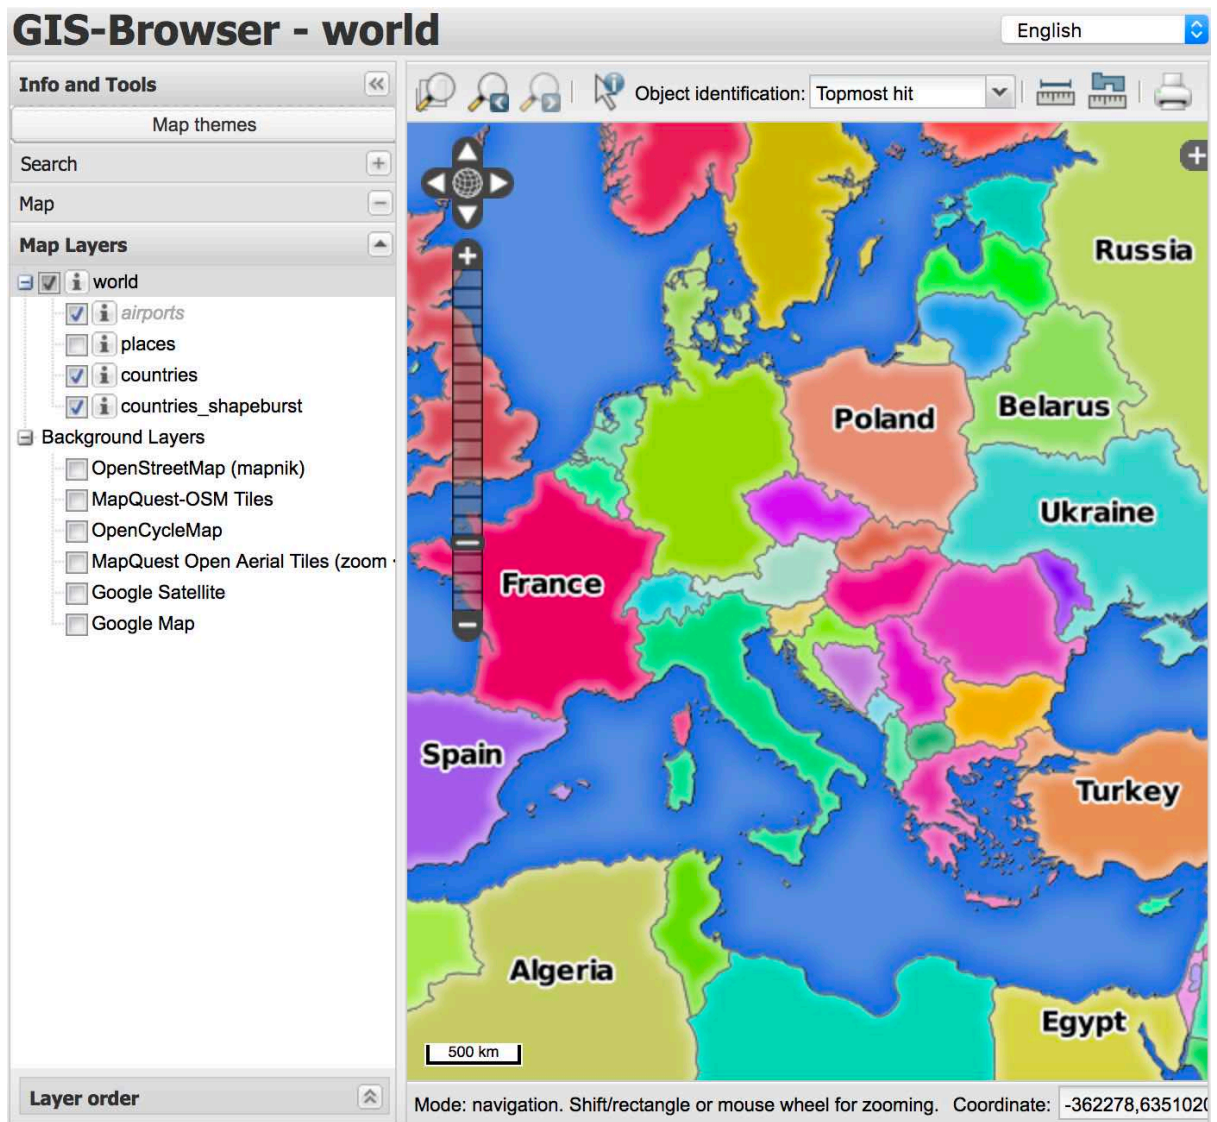 GIS-Browser - world
English
Info and Tools
Map themes
Search
Map
Map Layers
world
airports
places
countries
countries_shapeburst
Background Layers
OpenStreetMap (mapnik)
MapQuest-OSM Tiles
OpenCycleMap
MapQuest Open Aerial Tiles (zoom
Google Satellite
Google Map
Layer order
Object identification: Topmost hit
Russia
Poland
Belarus
Ukraine
France
Spain
Turkey
Algeria
Egypt
500 km
Mode: navigation. Shift/rectangle or mouse wheel for zooming. Coordinate: -362278,6351020